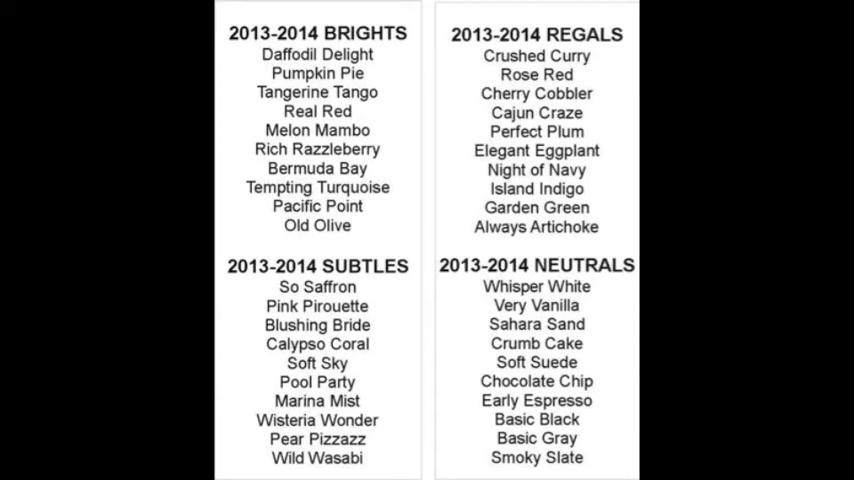 2013-2014 BRIGHTS
Daffodil Delight
Pumpkin Pie
Tangerine Tango
Real Red
Melon Mambo
Rich Razzleberry
Bermuda Bay
Tempting Turquoise
Pacific Point
Old Olive
2013-2014 SUBTLES
So Saffron
Pink Pirouette
Blushing Bride
Calypso Coral
Soft Sky
Pool Party
Marina Mist
Wisteria Wonder
Pear Pizzazz
Wild Wasabi
2013-2014 REGALS
Crushed Curry
Rose Red
Cherry Cobbler
Cajun Craze
Perfect Plum
Elegant Eggplant
Night of Navy
Island Indigo
Garden Green
Always Artichoke
2013-2014 NEUTRALS
Whisper White
Very Vanilla
Sahara Sand
Crumb Cake
Soft Suede
Chocolate Chip
Early Espresso
Basic Black
Basic Gray
Smoky Slate